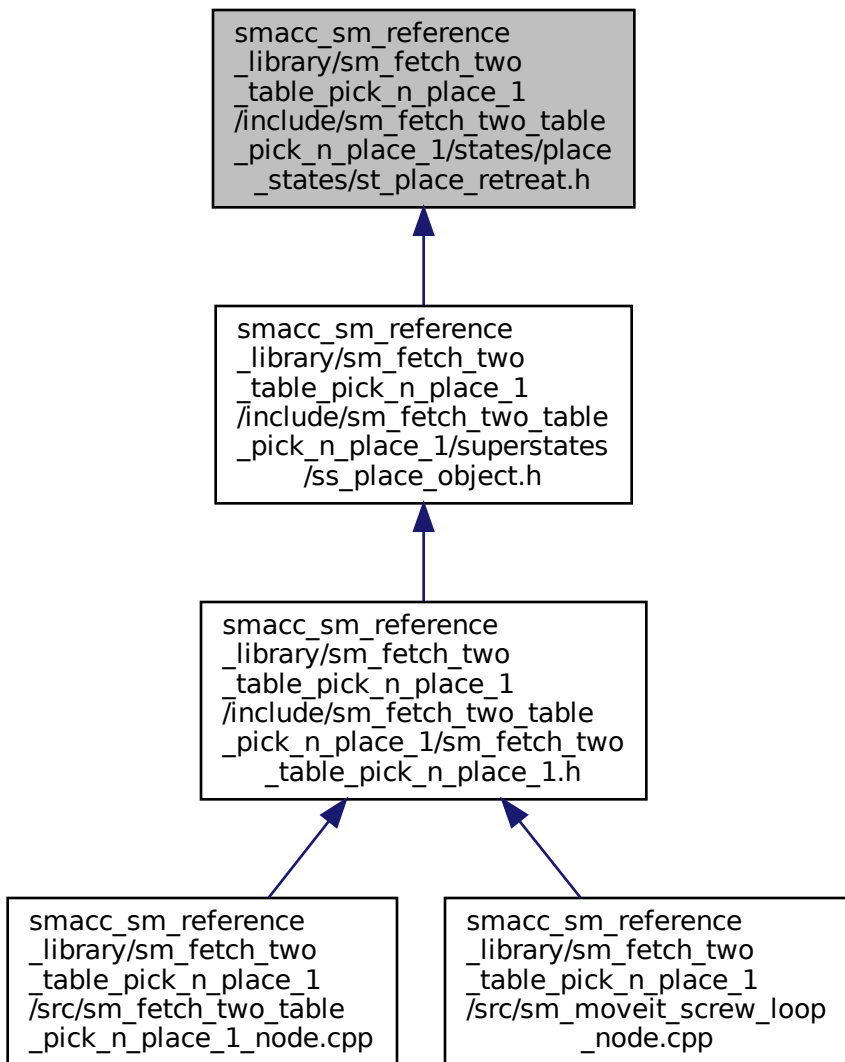 smacc_sm_reference
_library/sm_fetch_two
_table_pick_n_place_1
/include/sm_fetch_two_table
_pick_n_place_1/states/place
_states/st_place_retreat.h
smacc_sm_reference
_library/sm_fetch_two
_table_pick_n_place_1
/include/sm_fetch_two_table
_pick_n_place_1/superstates
/ss_place_object.h
smacc_sm_reference
_library/sm_fetch_two
_table_pick_n_place_1
/include/sm_fetch_two_table
_pick_n_place_1/sm_fetch_two
_table_pick_n_place_1.h
smacc_sm_reference
_library/sm_fetch_two
_table_pick_n_place_1
/src/sm_fetch_two_table
_pick_n_place_1_node.cpp
smacc_sm_reference
_library/sm_fetch_two
_table_pick_n_place_1
/src/sm_moveit_screw_loop
_node.cpp